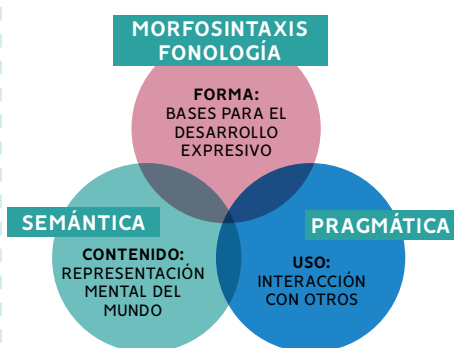 MORFOSINTAXIS
FONOLOGÍA
FORMA:
BASES PARA EL
DESARROLLO
EXPRESIVO
SEMÁNTICA
CONTENIDO:
REPRESENTACIÓN
MENTAL DEL
MUNDO
PRAGMÁTICA
USO:
INTERACCIÓN
CON OTROS